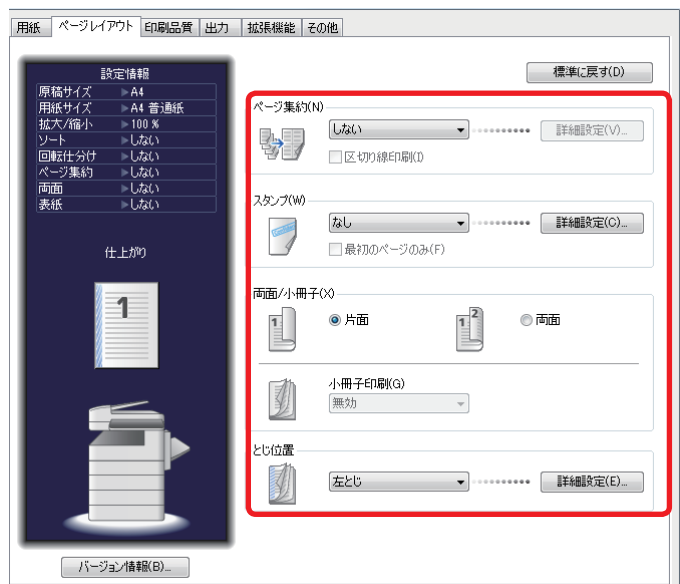 用紙 ページレイアウト 印刷品質 出力 拡張機能 その他
設定情報
原稿サイズ ▶A4
用紙サイズ ▶A4 普通紙
拡大/縮小 ▶100 %
ソート ▶しない
回転仕分け ▶しない
ページ集約 ▶しない
両面 ▶しない
表紙 ▶しない
仕上がり
1
バージョン情報(B)...
標準に戻す(D)
ページ集約(N)
しない 詳細設定(V)...
区切り線印刷(I)
スタンプ(W)
なし 詳細設定(C)...
最初のページのみ(F)
両面/小冊子(X)
1 片面 1 2 両面
小冊子印刷(G)
無効
とじ位置
左とじ 詳細設定(E)...